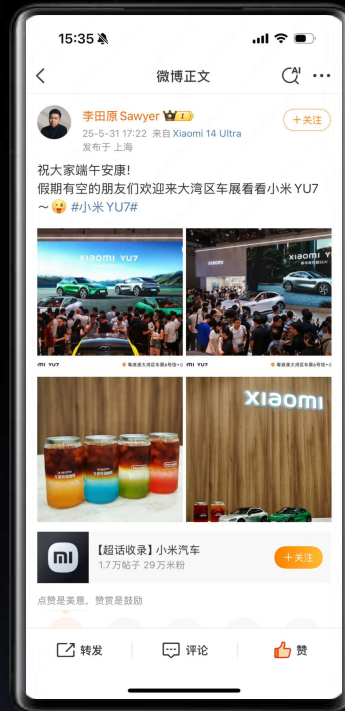 15:35
微博正文
AI
李田原 Sawyer
+关注
25-5-31 17:22 来自 Xiaomi 14 Ultra
发布于 上海
祝大家端午安康!
假期有空的朋友们欢迎来大湾区车展看看小米 YU7
~ #小米 YU7#
XIAOMI YU7
XIAOMI
XIAOMI Y
MI YU7
MI YU7
XIAOMI
【超话收录】小米汽车
1.7万帖子 29万米粉
+关注
点赞是美意,赞赏是鼓励
转发
评论
赞